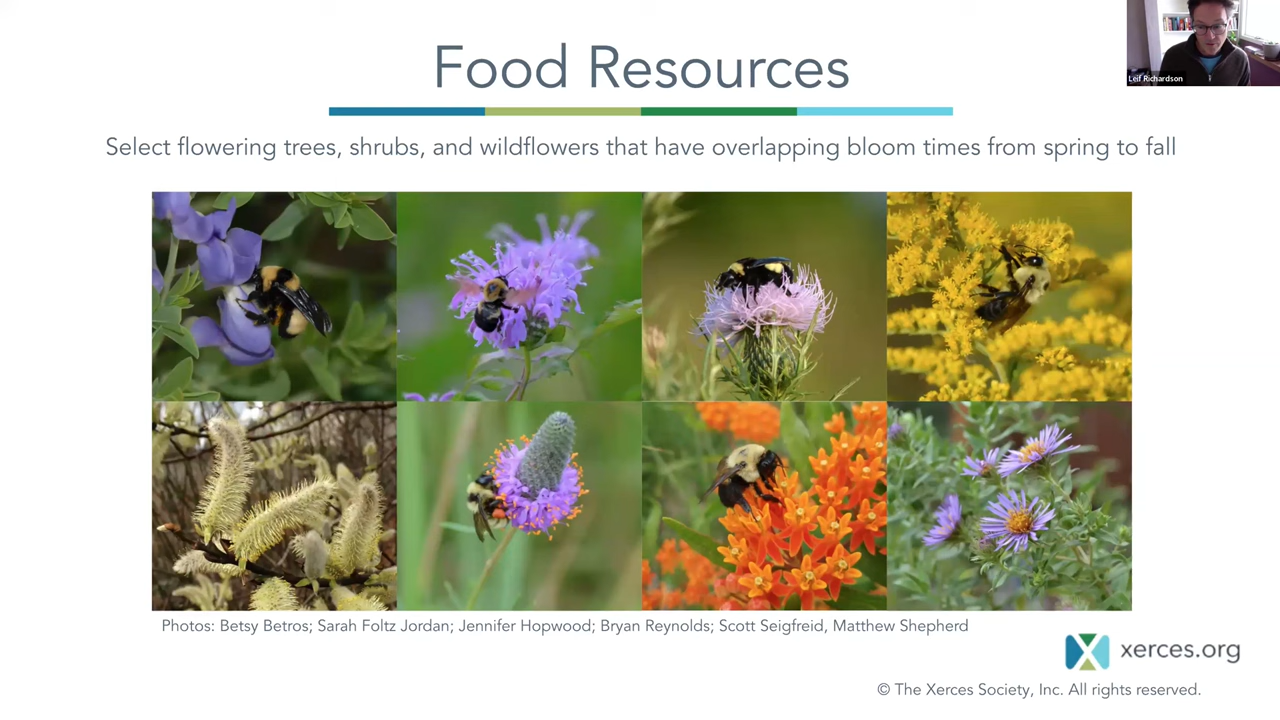 Food Resources
Leif Richardson
Select flowering trees, shrubs, and wildflowers that have overlapping bloom times from spring to fall
Photos: Betsy Betros; Sarah Foltz Jordan; Jennifer Hopwood; Bryan Reynolds; Scott Seigfreid, Matthew Shepherd
xerces.org
© The Xerces Society, Inc. All rights reserved.